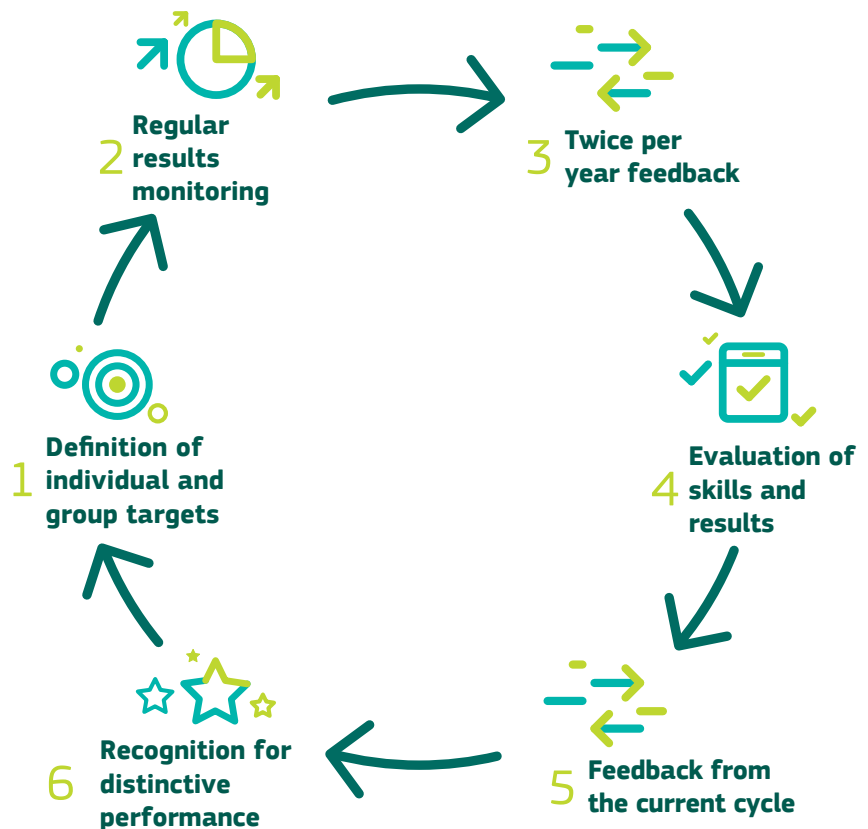 1 Definition of
individual and
group targets
2 Regular
results
monitoring
3 Twice per
year feedback
4 Evaluation of
skills and
results
5 Feedback from
the current cycle
6 Recognition for
distinctive
performance